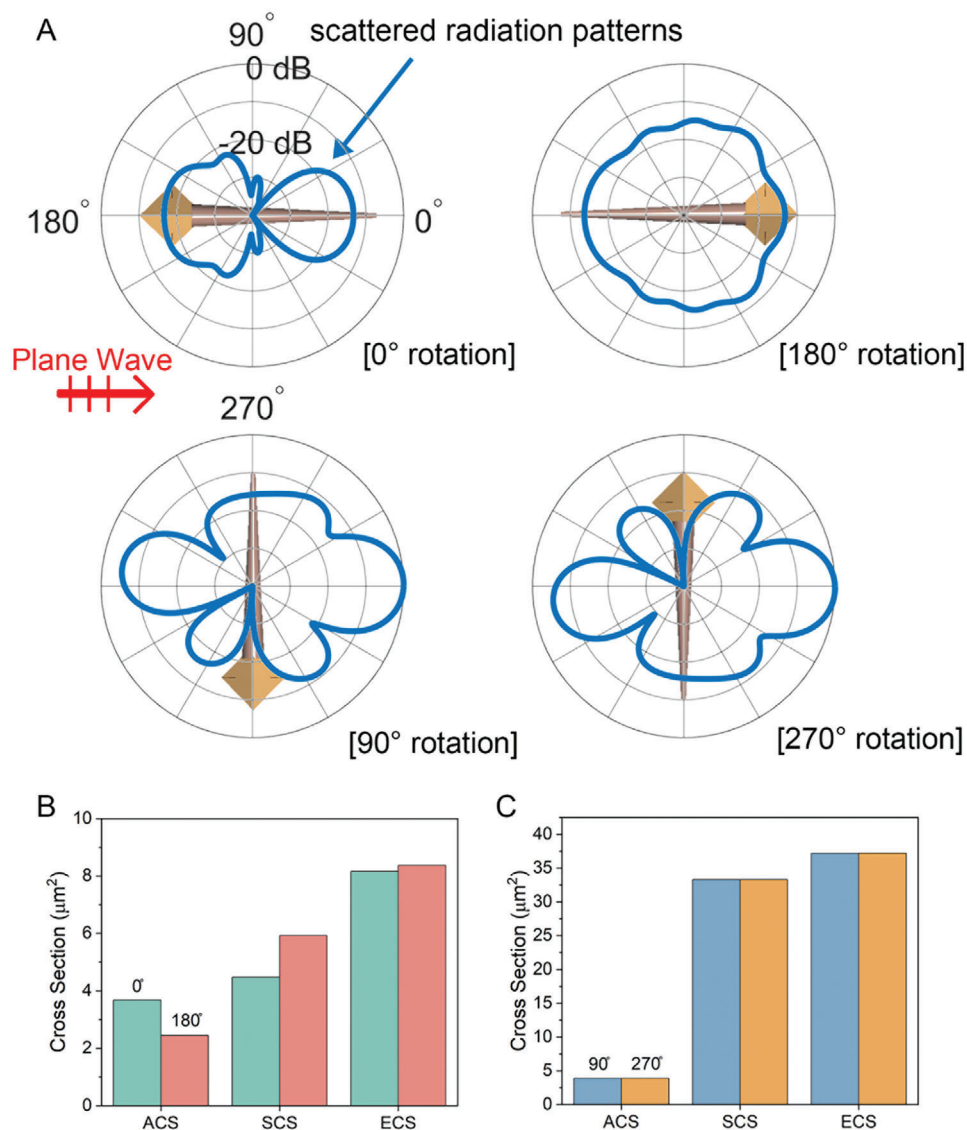 A
90°
scattered radiation patterns
0 dB
-20 dB
180°
0°
[0° rotation]
[180° rotation]
Plane Wave
270°
[90° rotation]
[270° rotation]
B
10
8
6
4
2
0
Cross Section (μm²)
0°
180°
ACS
SCS
ECS
C
40
35
30
25
20
15
10
5
0
Cross Section (μm²)
90°
270°
ACS
SCS
ECS